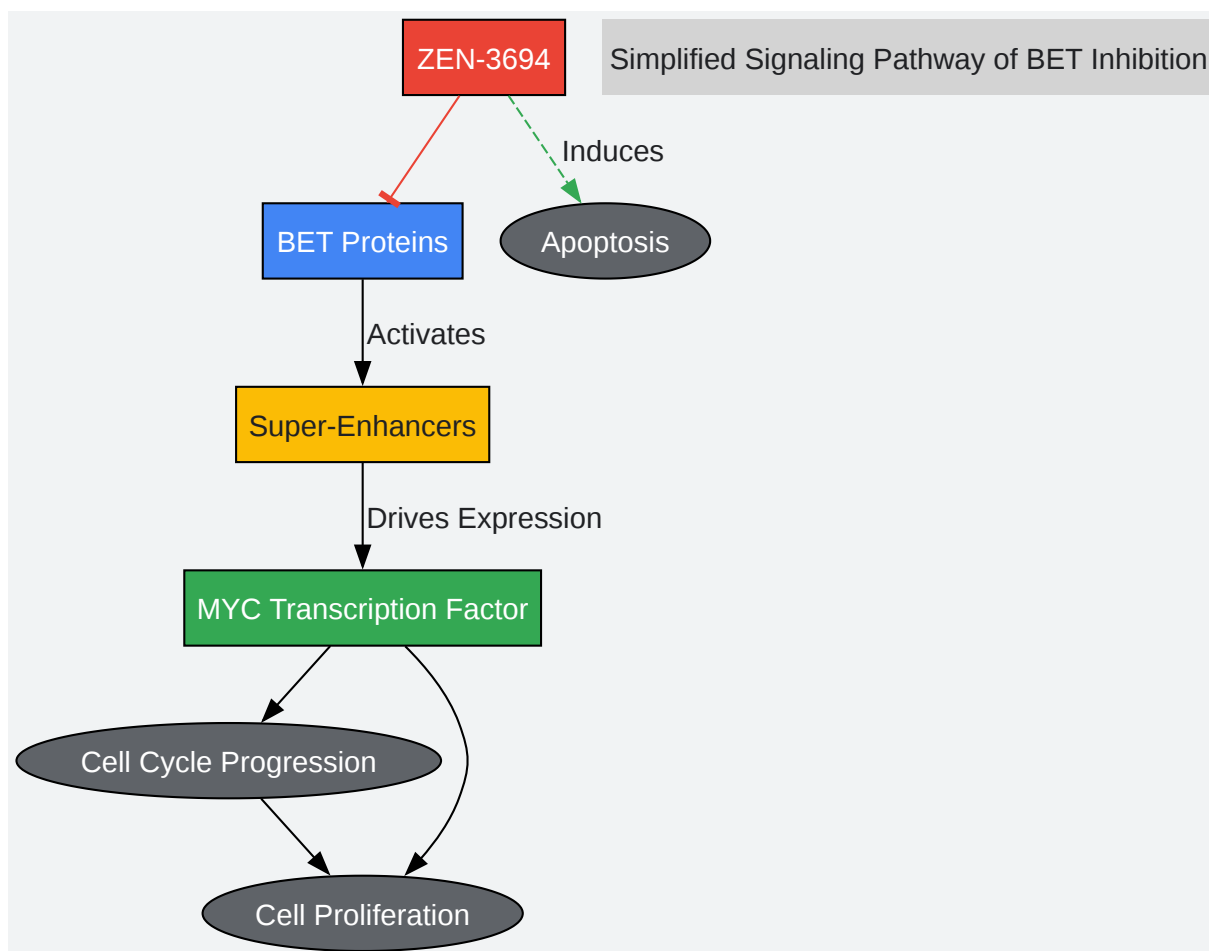 ZEN-3694
Simplified Signaling Pathway of BET Inhibition
Induces
BET Proteins
Apoptosis
Activates
Super-Enhancers
Drives Expression
MYC Transcription Factor
Cell Cycle Progression
Cell Proliferation